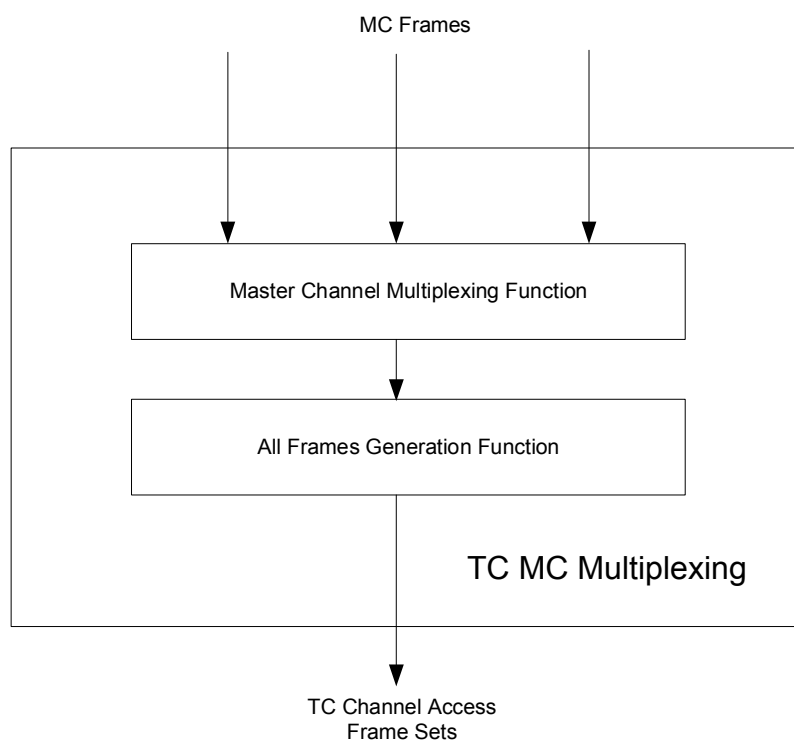 MC Frames
Master Channel Multiplexing Function
All Frames Generation Function
TC MC Multiplexing
TC Channel Access
Frame Sets